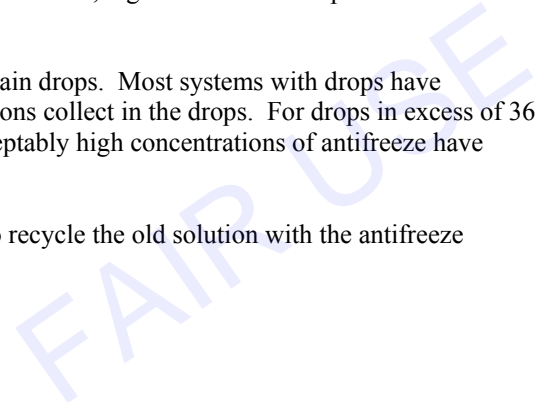 ain drops. Most systems with drops have
ons collect in the drops. For drops in excess of 36
eptably high concentrations of antifreeze have
recycle the old solution with the antifreeze
FAIR USE